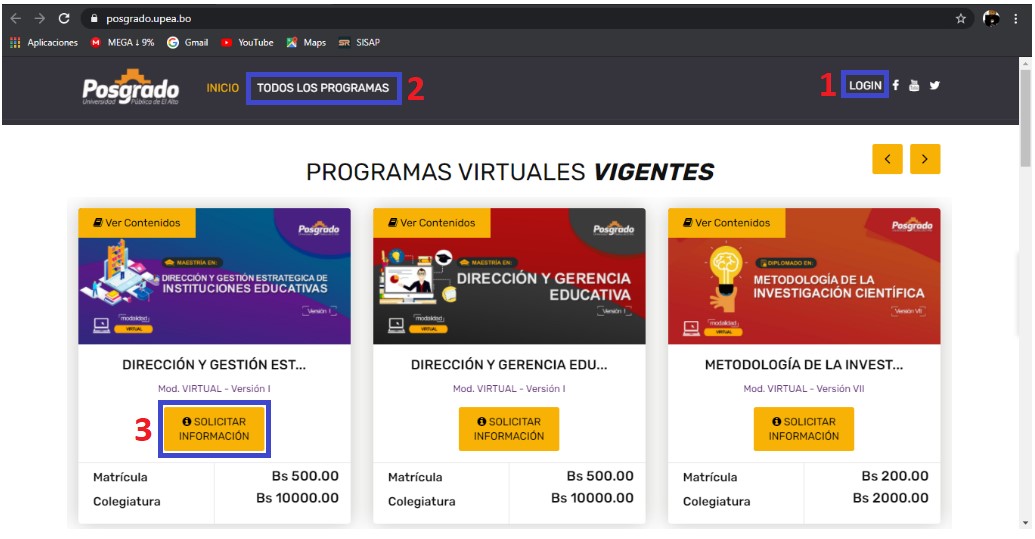 posgrado.upea.bo
Aplicaciones MEGA ↓ 9% Gmail YouTube Maps SR SISAP
Posgrado
Universidad Pública de El Alto
INICIO TODOS LOS PROGRAMAS 2 1 LOGIN
PROGRAMAS VIRTUALES VIGENTES
Ver Contenidos
Posgrado
MAESTRÍA EN:
DIRECCIÓN Y GESTIÓN ESTRATEGICA DE
INSTITUCIONES EDUCATIVAS
Versión I
modalidad
VIRTUAL
DIRECCIÓN Y GESTIÓN EST...
Mod. VIRTUAL - Versión I
3 SOLICITAR
INFORMACIÓN
Matrícula Bs 500.00
Colegiatura Bs 10000.00
Ver Contenidos
Posgrado
MAESTRÍA EN:
DIRECCIÓN Y GERENCIA
EDUCATIVA
Versión I
modalidad
VIRTUAL
DIRECCIÓN Y GERENCIA EDU...
Mod. VIRTUAL - Versión I
SOLICITAR
INFORMACIÓN
Matrícula Bs 500.00
Colegiatura Bs 10000.00
Ver Contenidos
Posgrado
DIPLOMADO EN:
METODOLOGÍA DE LA
INVESTIGACIÓN CIENTÍFICA
Versión VII
modalidad
VIRTUAL
METODOLOGÍA DE LA INVEST...
Mod. VIRTUAL - Versión VII
SOLICITAR
INFORMACIÓN
Matrícula Bs 200.00
Colegiatura Bs 2000.00